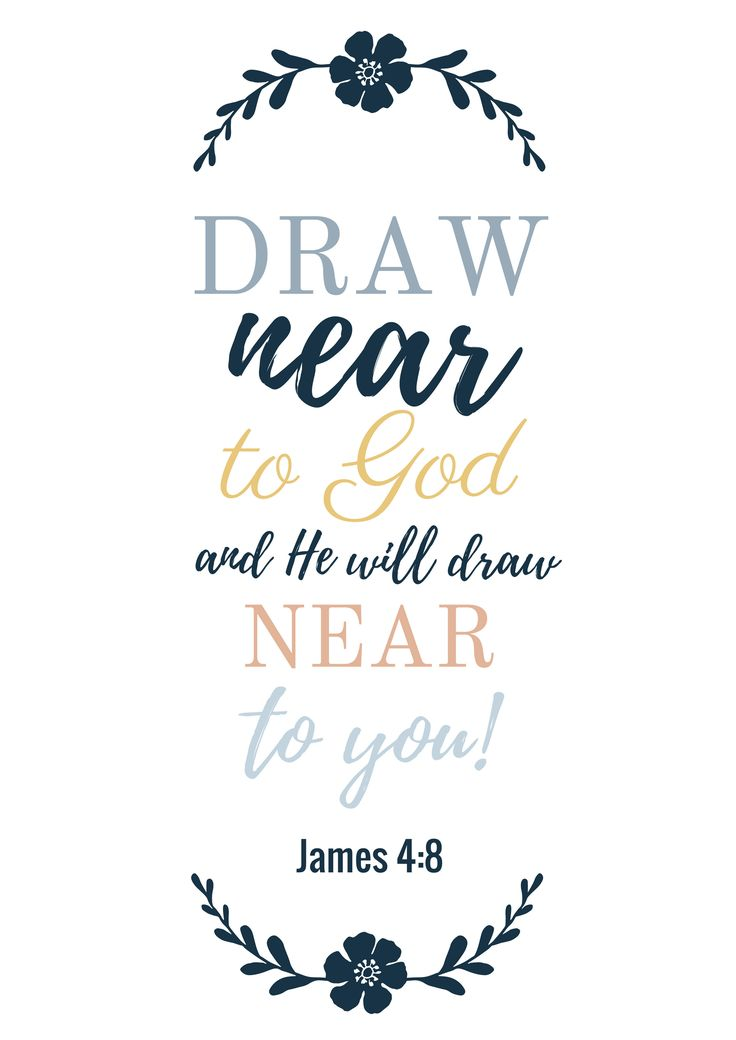 DRAW
near
to God
and He will draw
NEAR
to you!
James 4:8